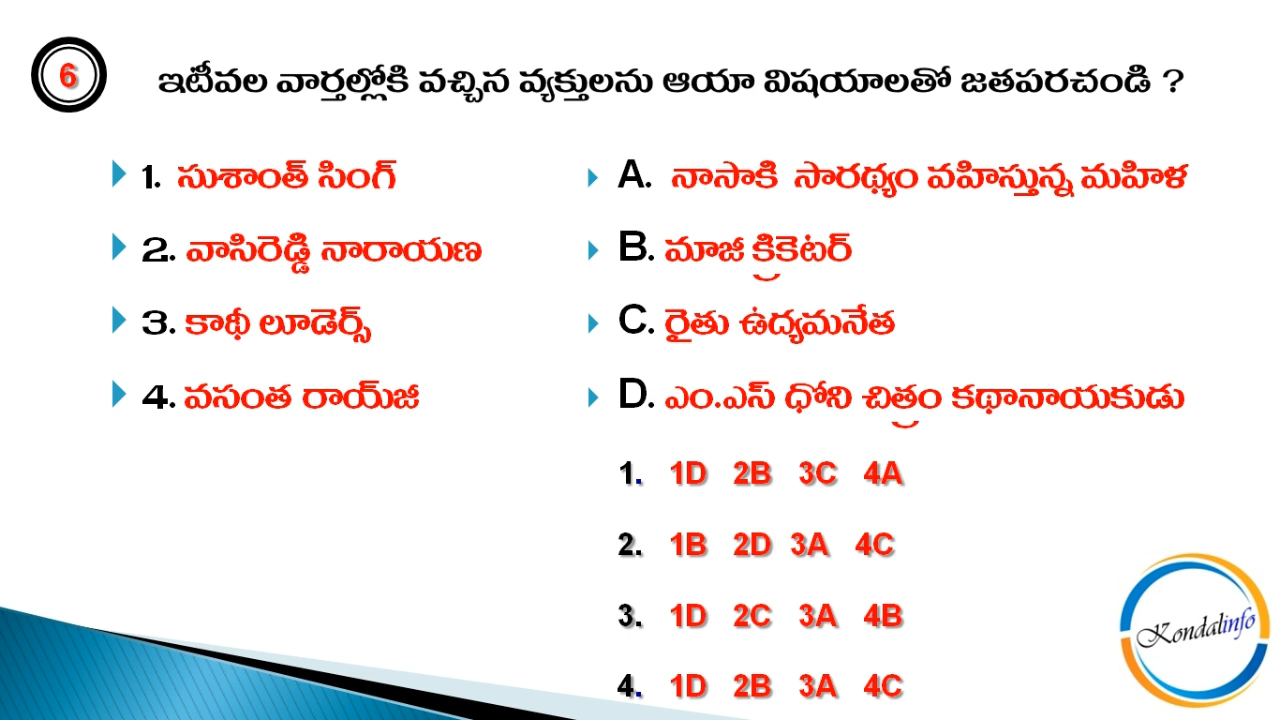 6 ఇటీవల వార్తల్లోకి వచ్చిన వ్యక్తులను ఆయా విషయాలతో జతపరచండి ?
1. సుశాంత్ సింగ్
2. వాసిరెడ్డి నారాయణ
3. కాథీ లూడెర్స్
4. వసంత రాయ్‌జీ
A. నాసాకి సారథ్యం వహిస్తున్న మహిళ
B. మాజీ క్రికెటర్
C. రైతు ఉద్యమనేత
D. ఎం.ఎస్ ధోని చిత్రం కథానాయకుడు
1. 1D 2B 3C 4A
2. 1B 2D 3A 4C
3. 1D 2C 3A 4B
4. 1D 2B 3A 4C
Kondalinfo